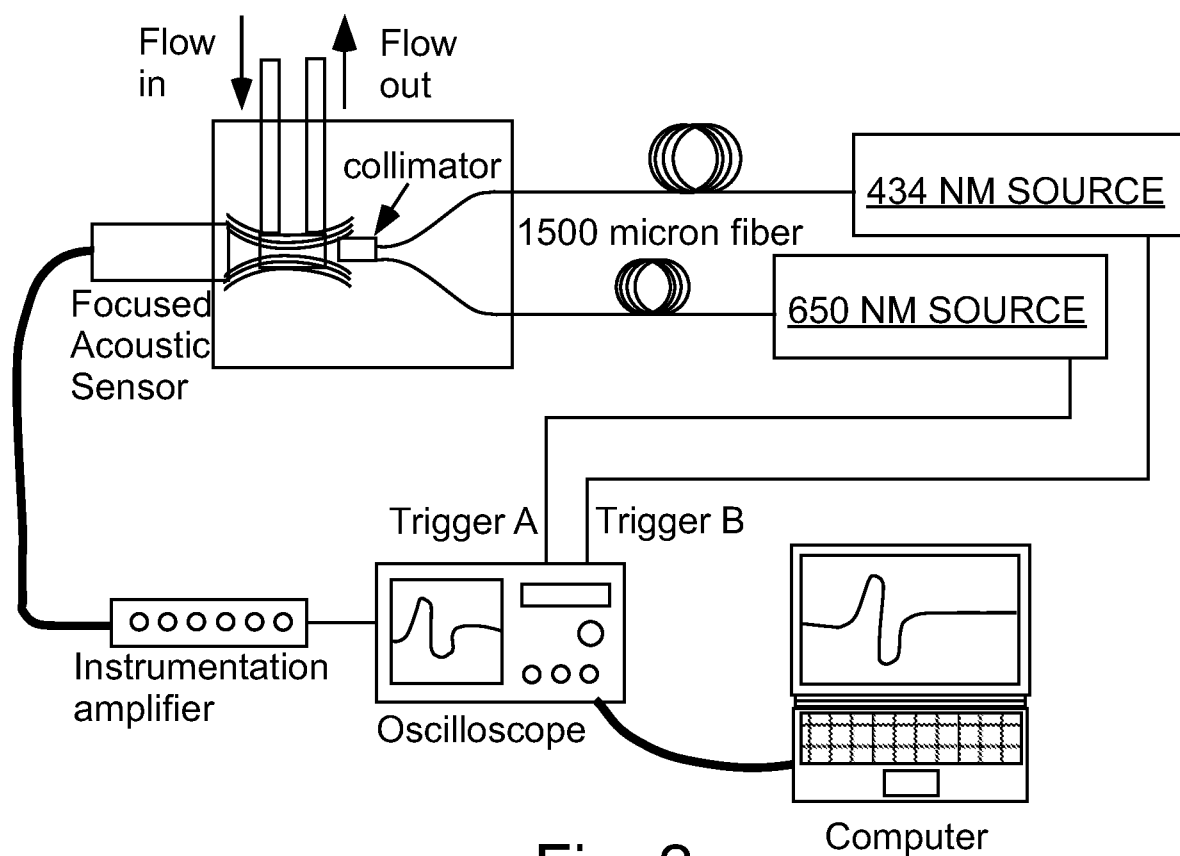 Flow
in
Flow
out
collimator
434 NM SOURCE
1500 micron fiber
650 NM SOURCE
Focused
Acoustic
Sensor
Trigger A
Trigger B
Instrumentation
amplifier
Oscilloscope
Computer